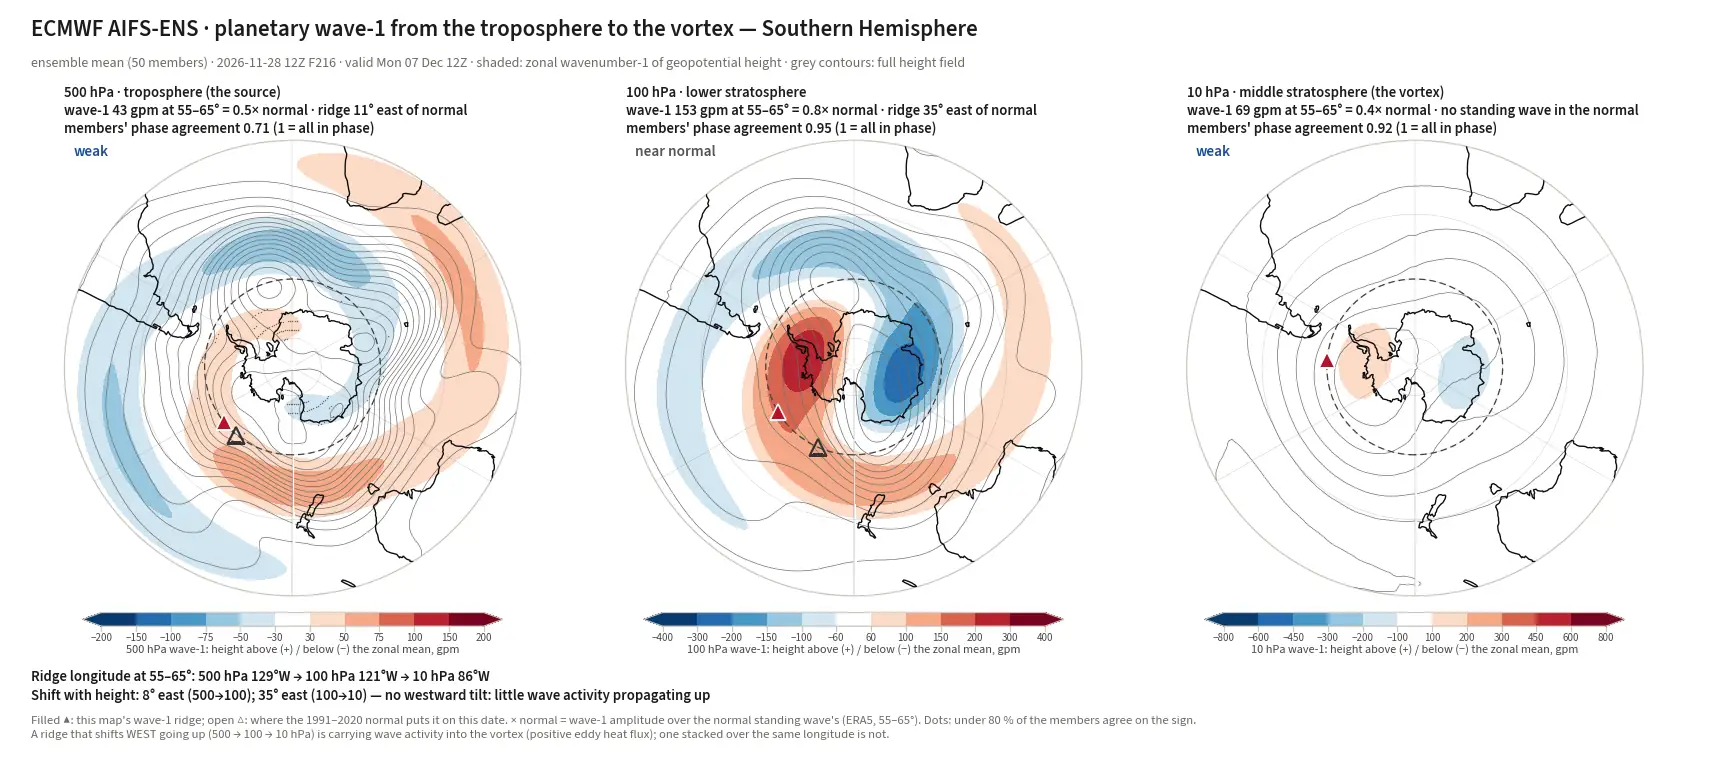 ECMWF AIFS-ENS · planetary wave-1 from the troposphere to the vortex — Southern Hemisphere
ensemble mean (50 members) · 2026-11-28 12Z F216 · valid Mon 07 Dec 12Z · shaded: zonal wavenumber-1 of geopotential height · grey contours: full height field
500 hPa · troposphere (the source)
wave-1 43 gpm at 55–65° = 0.5× normal · ridge 11° east of normal
members' phase agreement 0.71 (1 = all in phase)
weak
100 hPa · lower stratosphere
wave-1 153 gpm at 55–65° = 0.8× normal · ridge 35° east of normal
members' phase agreement 0.95 (1 = all in phase)
near normal
10 hPa · middle stratosphere (the vortex)
wave-1 69 gpm at 55–65° = 0.4× normal · no standing wave in the normal
members' phase agreement 0.92 (1 = all in phase)
weak
−200 −150 −100 −75 −50 −30 30 50 75 100 150 200
500 hPa wave-1: height above (+) / below (−) the zonal mean, gpm
−400 −300 −200 −150 −100 −60 60 100 150 200 300 400
100 hPa wave-1: height above (+) / below (−) the zonal mean, gpm
−800 −600 −450 −300 −200 −100 100 200 300 450 600 800
10 hPa wave-1: height above (+) / below (−) the zonal mean, gpm
Ridge longitude at 55–65°: 500 hPa 129°W → 100 hPa 121°W → 10 hPa 86°W
Shift with height: 8° east (500→100); 35° east (100→10) — no westward tilt: little wave activity propagating up
Filled ▲: this map's wave-1 ridge; open △: where the 1991–2020 normal puts it on this date. × normal = wave-1 amplitude over the normal standing wave's (ERA5, 55–65°). Dots: under 80 % of the members agree on the sign.
A ridge that shifts WEST going up (500 → 100 → 10 hPa) is carrying wave activity into the vortex (positive eddy heat flux); one stacked over the same longitude is not.